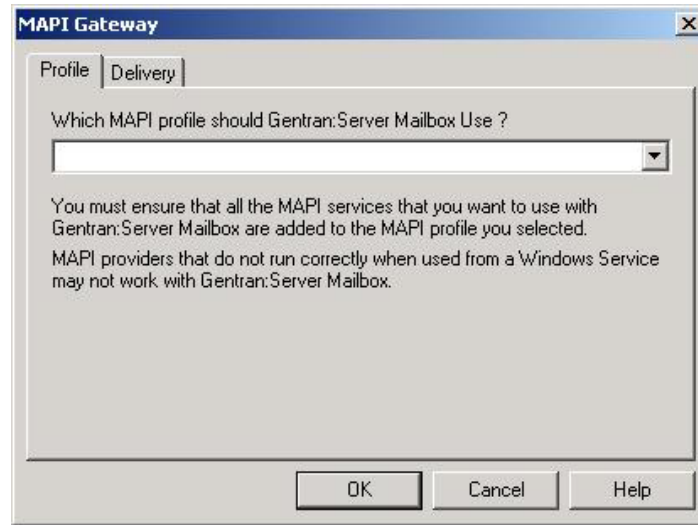 MAPI Gateway
Profile
Delivery
Which MAPI profile should Gentran:Server Mailbox Use ?
You must ensure that all the MAPI services that you want to use with
Gentran:Server Mailbox are added to the MAPI profile you selected.
MAPI providers that do not run correctly when used from a Windows Service
may not work with Gentran:Server Mailbox.
OK
Cancel
Help